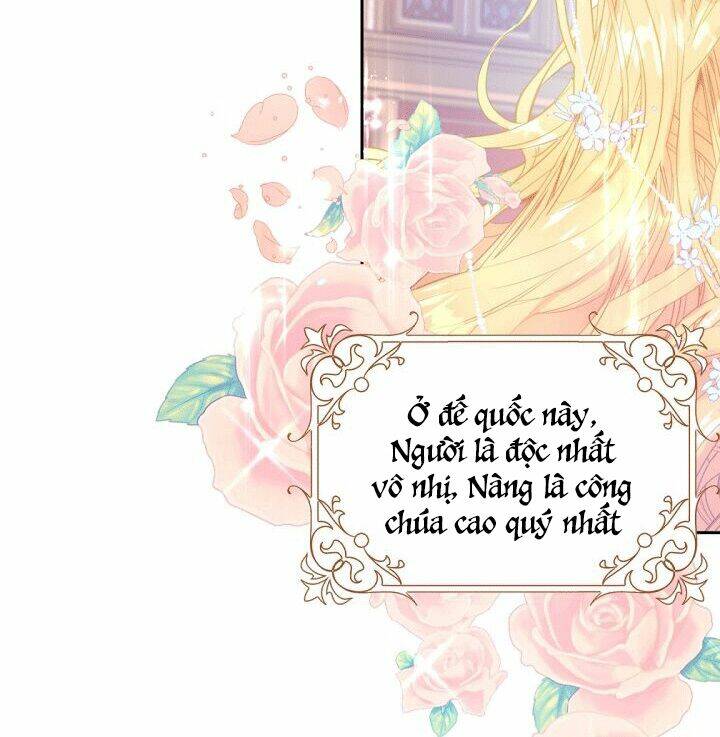 Ở đế quốc này,
Người là độc nhất
vô nhị, Nàng là công
chúa cao quý nhất